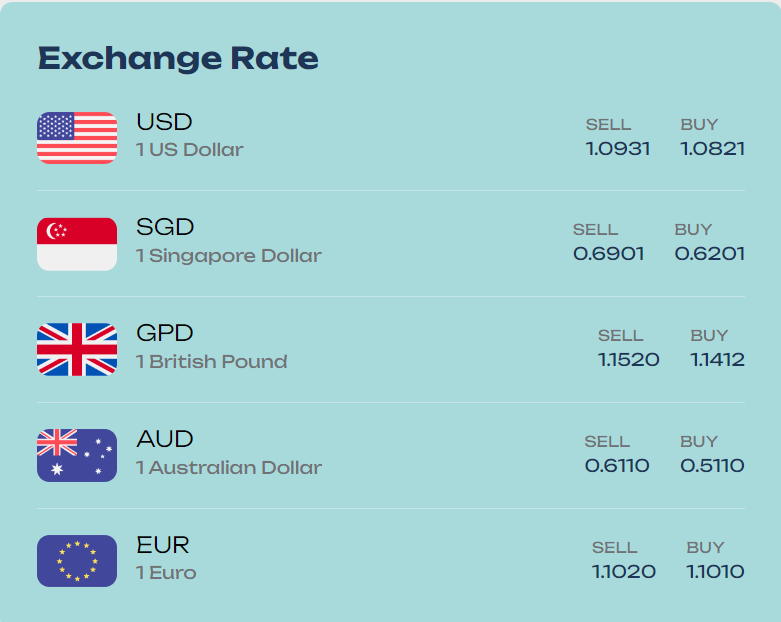 Exchange Rate
USD
1 US Dollar
SELL BUY
1.0931 1.0821
SGD
1 Singapore Dollar
SELL BUY
0.6901 0.6201
GPD
1 British Pound
SELL BUY
1.1520 1.1412
AUD
1 Australian Dollar
SELL BUY
0.6110 0.5110
EUR
1 Euro
SELL BUY
1.1020 1.1010